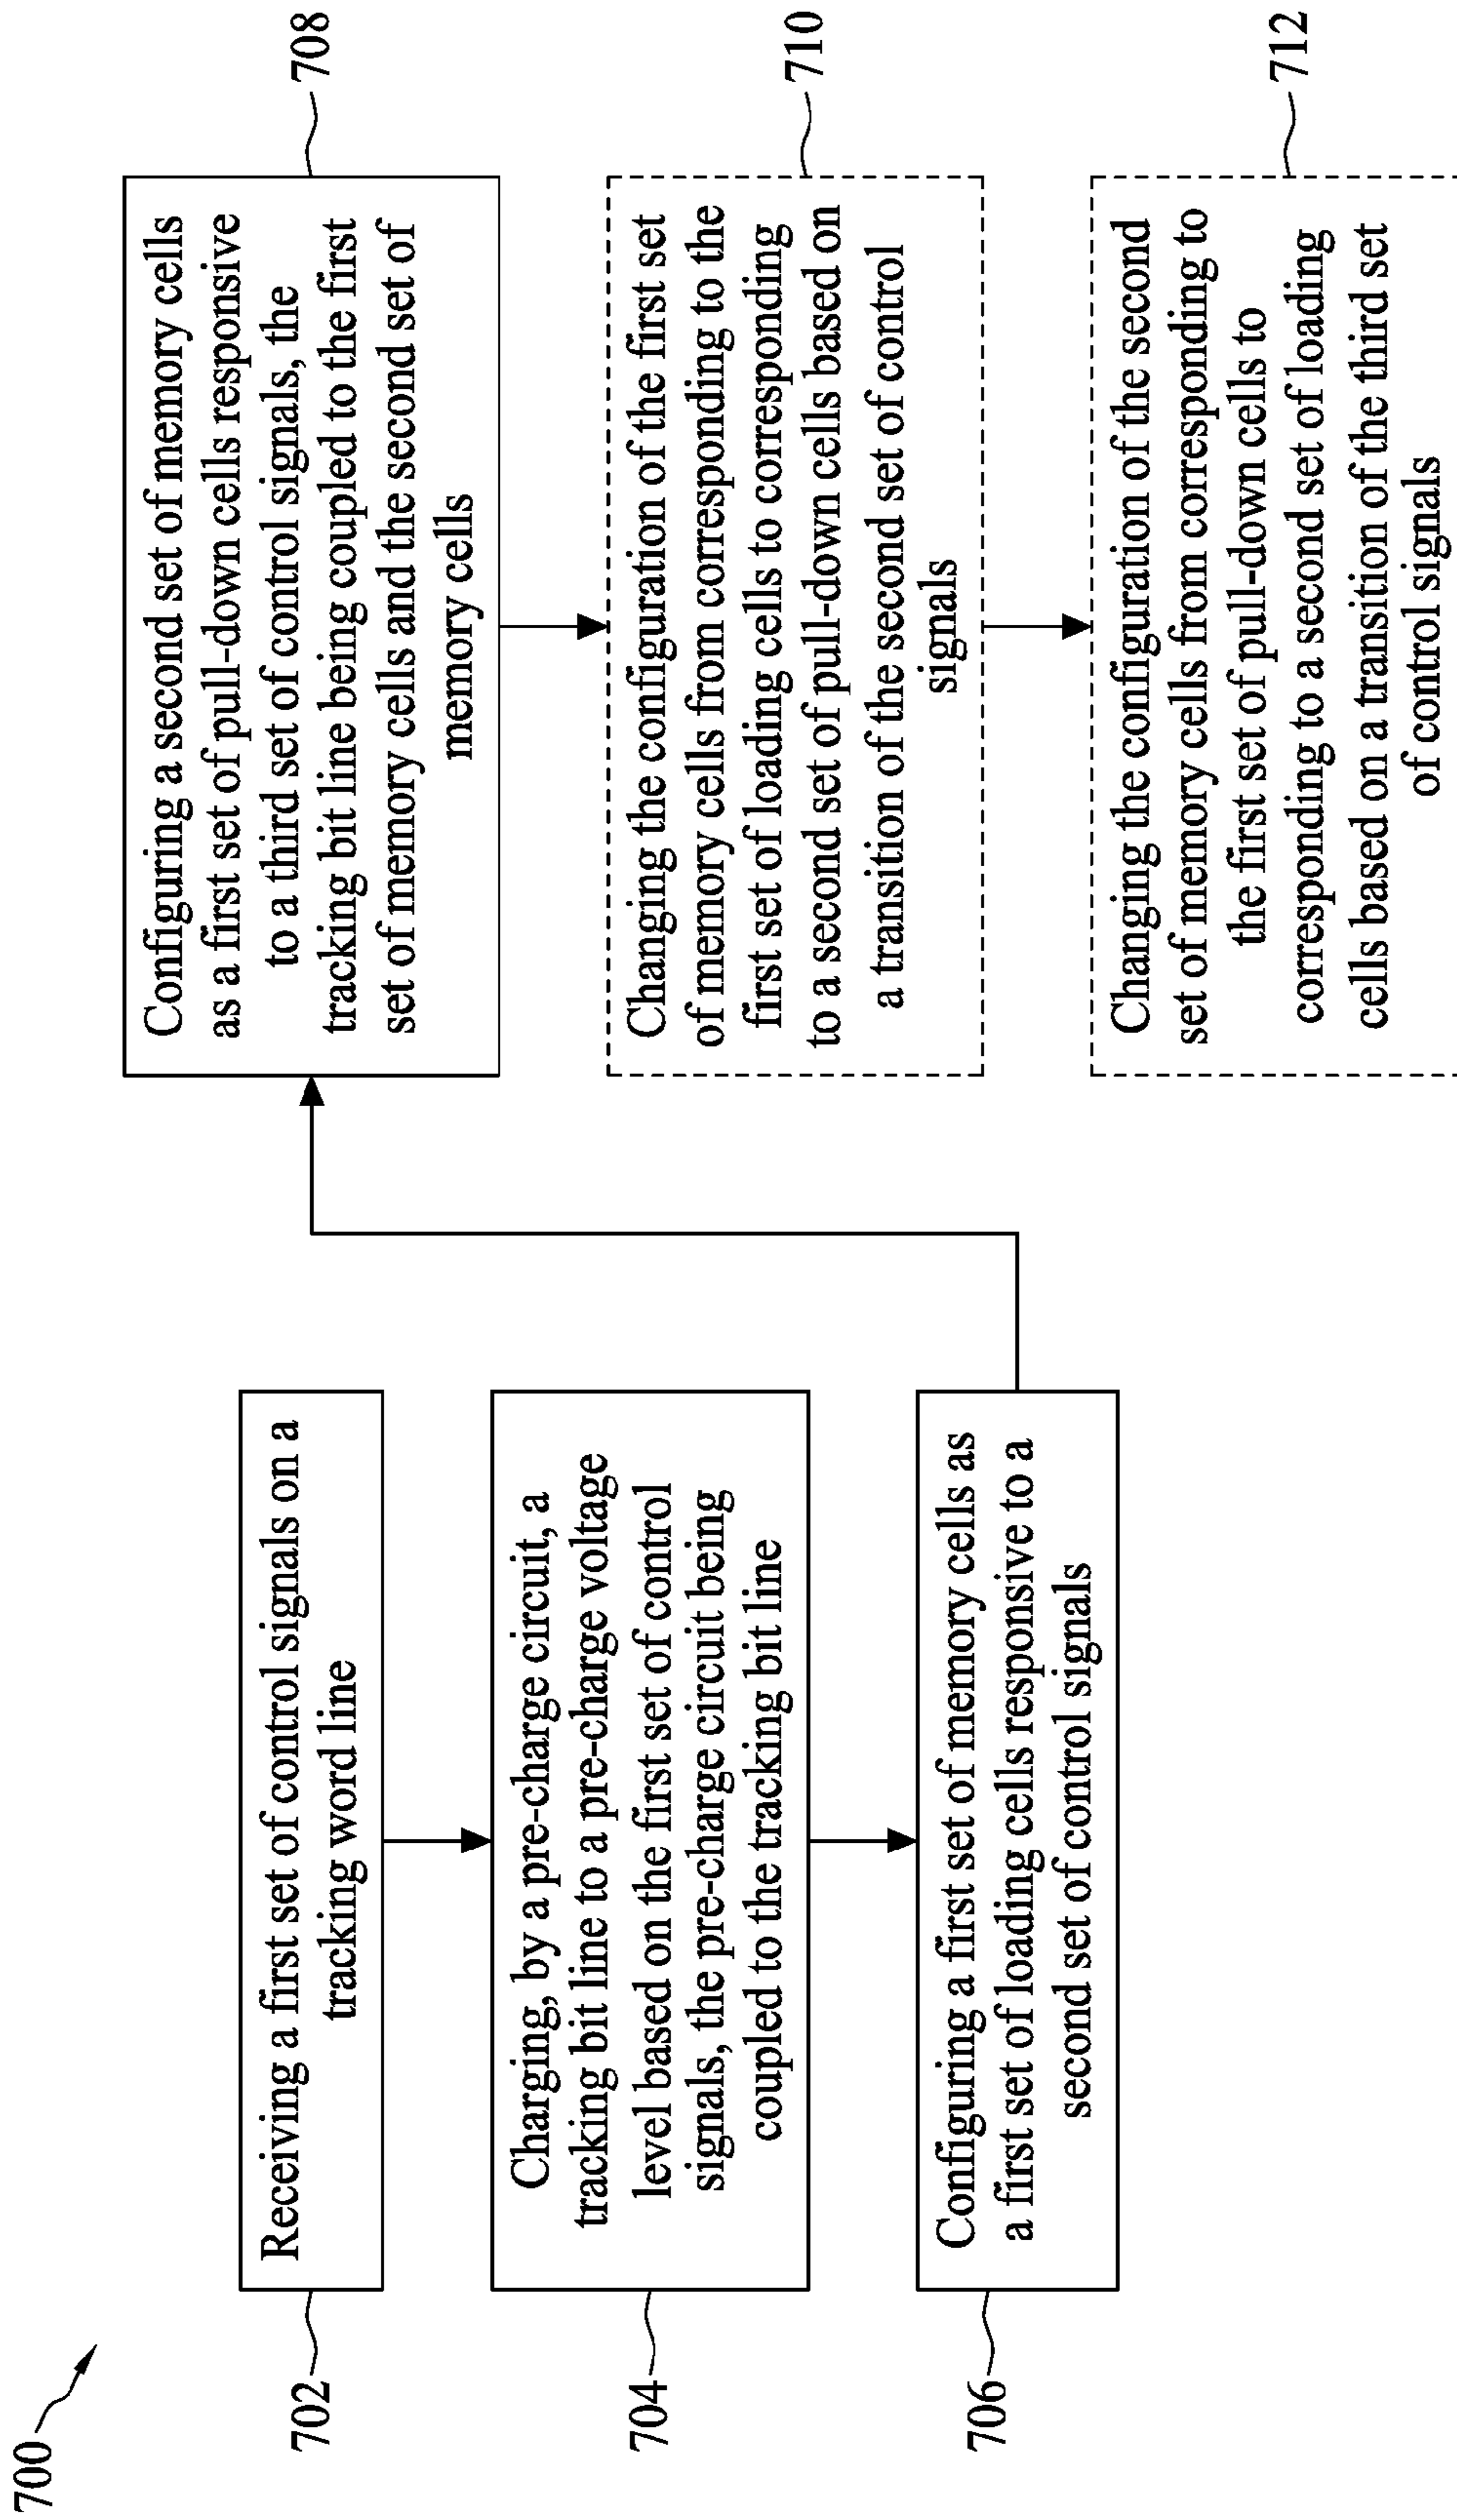 700
702
Receiving a first set of control signals on a
tracking word line
704
Charging, by a pre-charge circuit, a
tracking bit line to a pre-charge voltage
level based on the first set of control
signals, the pre-charge circuit being
coupled to the tracking bit line
706
Configuring a first set of memory cells as
a first set of loading cells responsive to a
second set of control signals
708
Configuring a second set of memory cells
as a first set of pull-down cells responsive
to a third set of control signals, the
tracking bit line being coupled to the first
set of memory cells and the second set of
memory cells
710
Changing the configuration of the first set
of memory cells from corresponding to the
first set of loading cells to corresponding
to a second set of pull-down cells based on
a transition of the second set of control
signals
712
Changing the configuration of the second
set of memory cells from corresponding to
the first set of pull-down cells to
corresponding to a second set of loading
cells based on a transition of the third set
of control signals